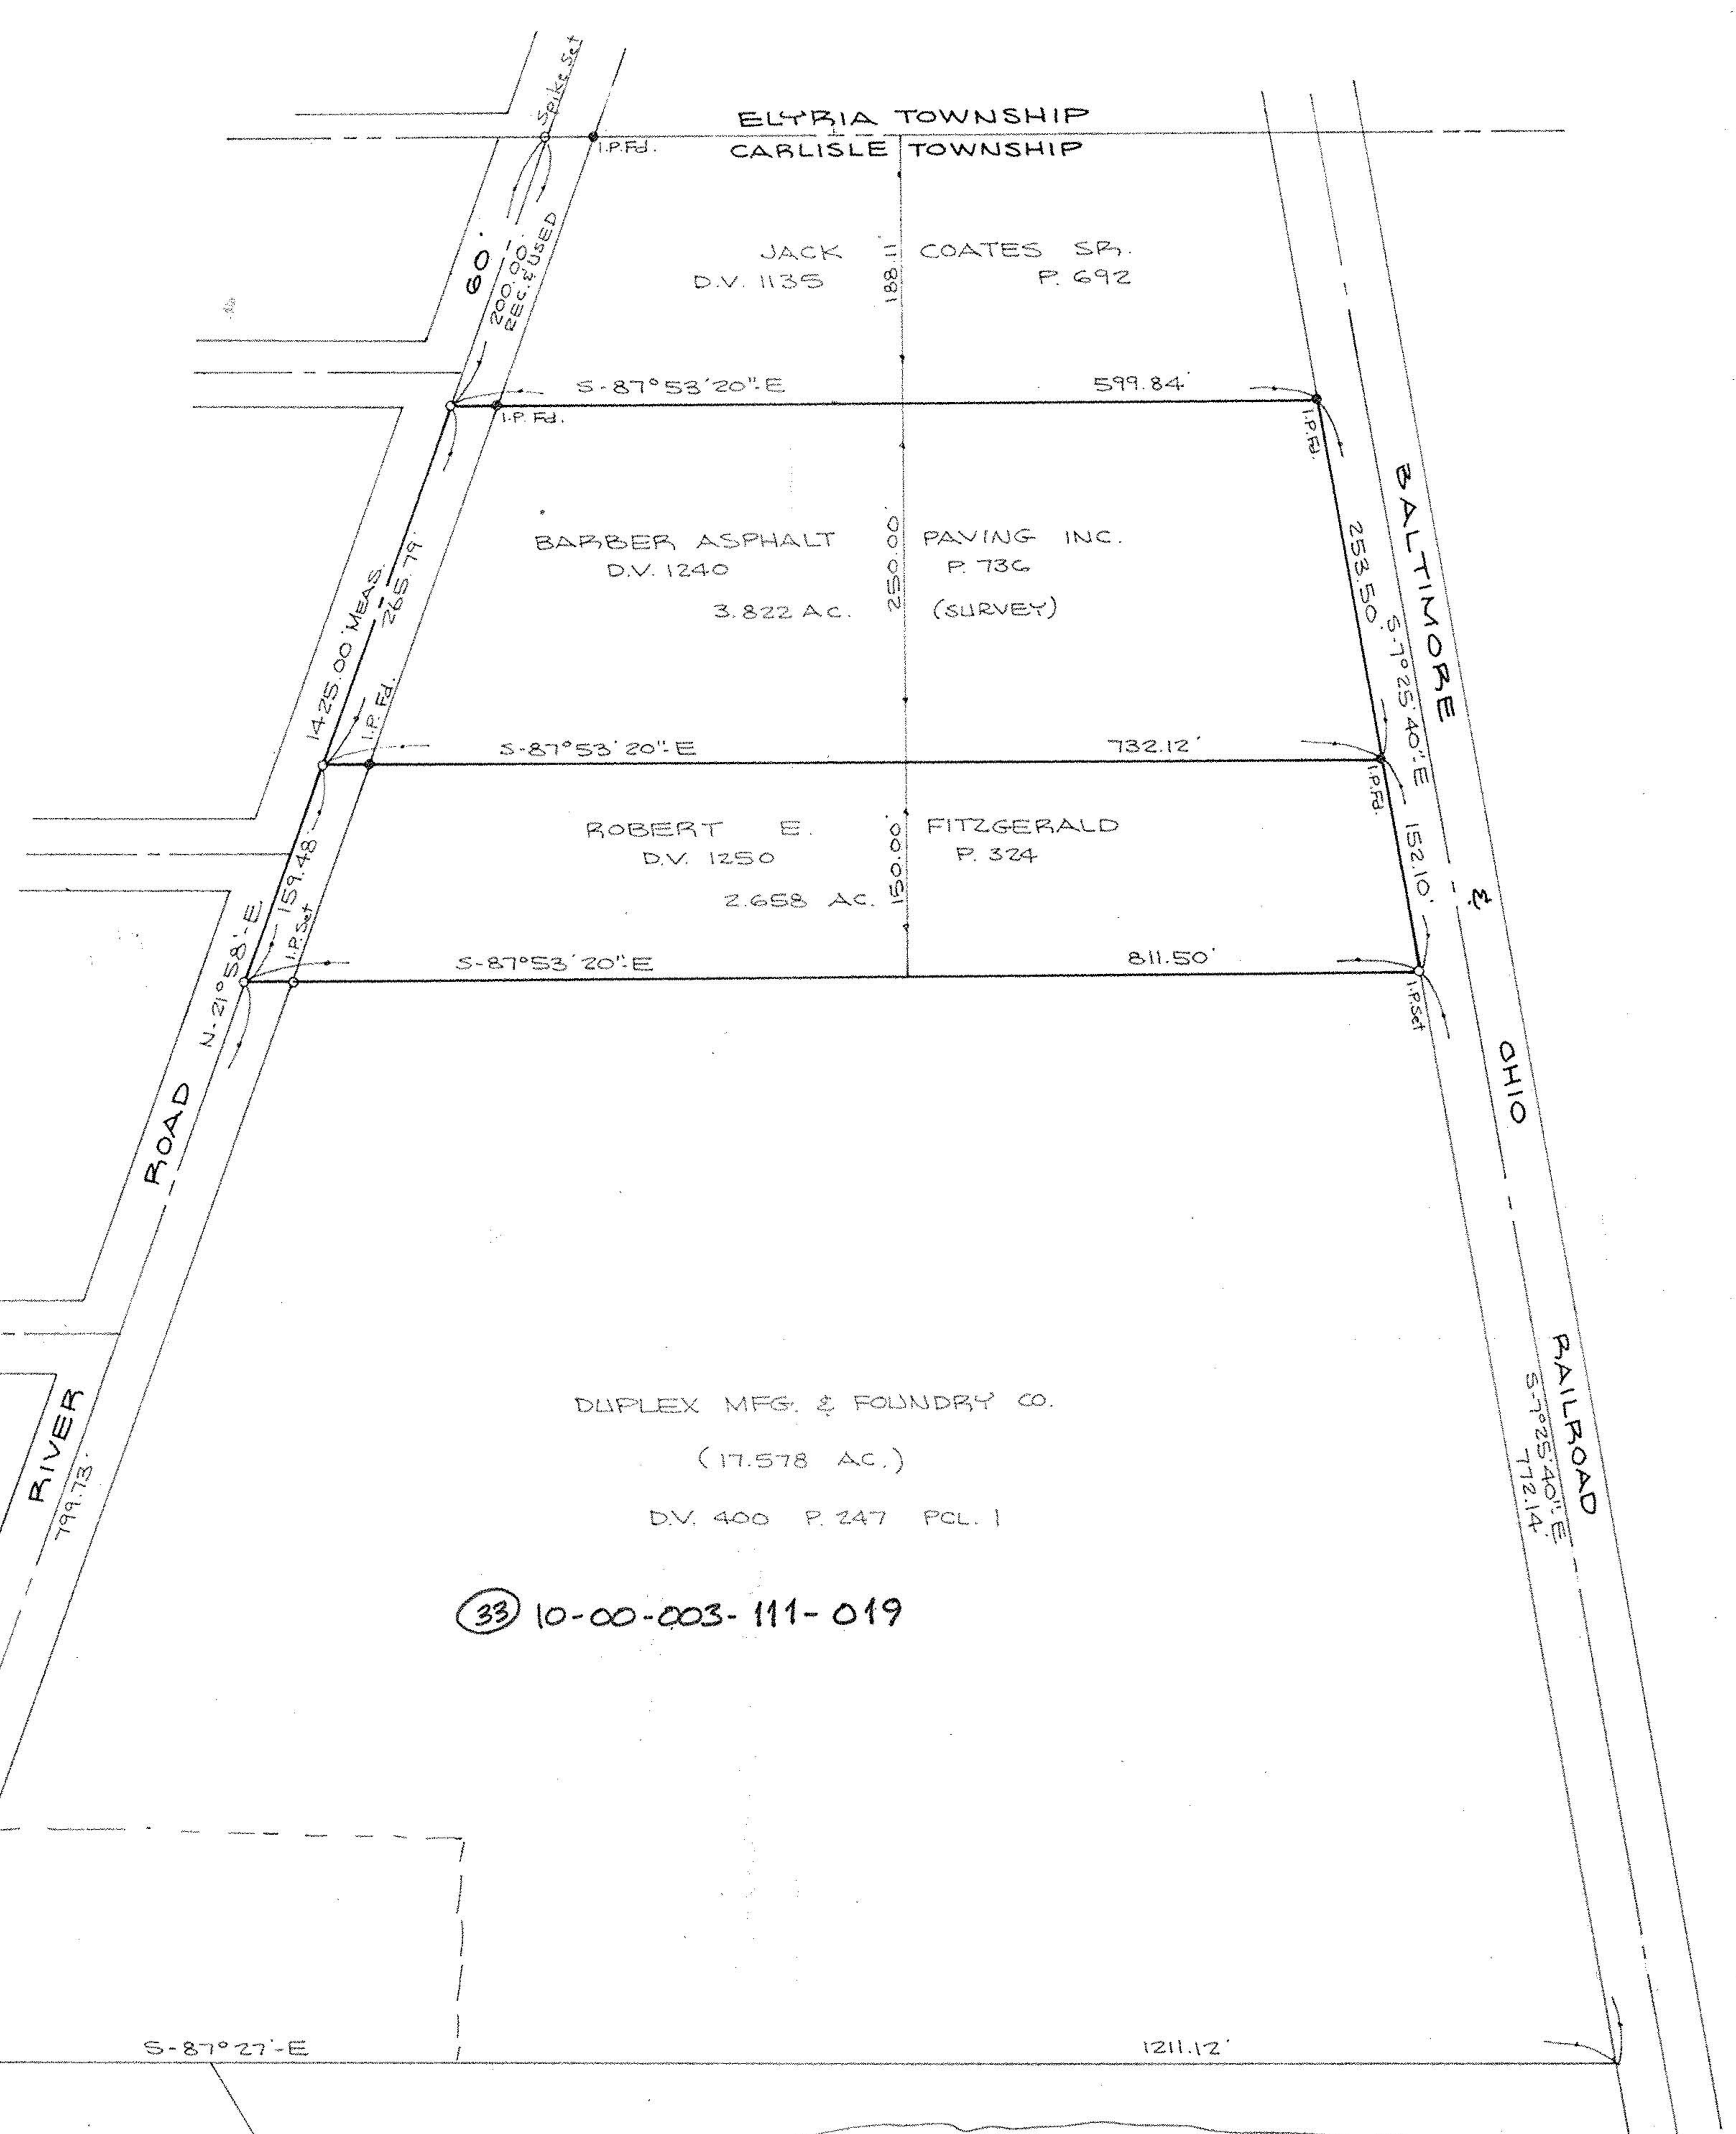 Spike Set
ELYRIA TOWNSHIP
I.P.Fd.
CARLISLE TOWNSHIP
60'
200.00'
REC. & USED
JACK COATES SR.
D.V. 1135 P. 692
188.11
S-87°53'20"-E 599.84'
I.P. Fd.
I.P.Fd.
1425.00' MEAS.
265.79'
BARBER ASPHALT PAVING INC.
D.V. 1240 P. 736
3.822 AC. (SURVEY)
250.00'
253.50'
S-7°25'40"-E
BALTIMORE
I.P. Fd.
S-87°53'20"-E 732.12'
I.P.Fd.
159.48'
ROBERT E. FITZGERALD
D.V. 1250 P. 324
2.658 AC.
150.00'
152.10'
&
N-21°58'-E
I.P.Set
S-87°53'20"-E 811.50'
I.P.Set
OHIO
ROAD
RIVER
799.73'
DUPLEX MFG. & FOUNDRY CO.
(17.578 AC.)
D.V. 400 P. 247 PCL. 1
RAILROAD
S-7°25'40"-E
772.14'
33 10-00-003-111-019
S-87°27'-E 1211.12'